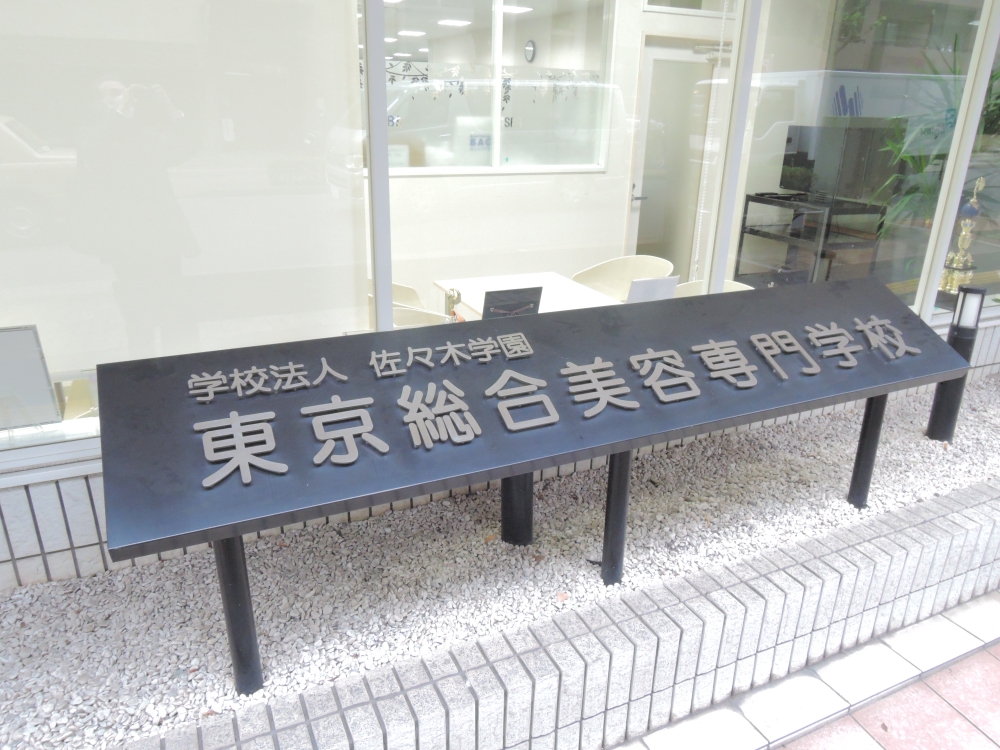 学校法人 佐々木学園
東京総合美容専門学校